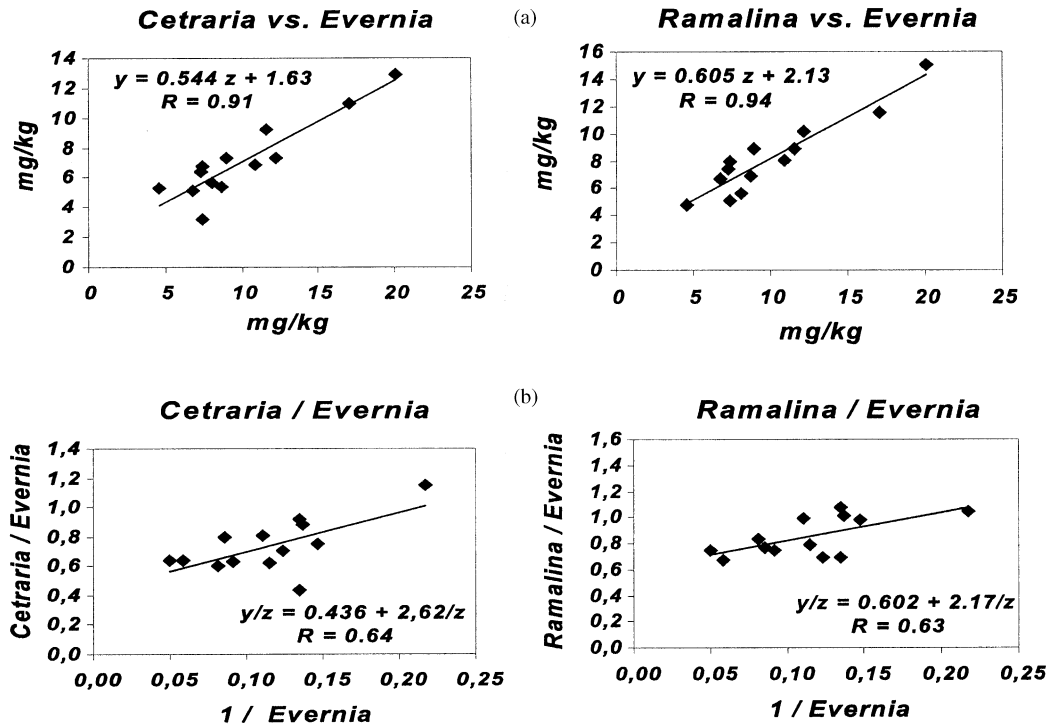 Cetraria vs. Evernia
(a)
Ramalina vs. Evernia
mg/kg
14
12
10
8
6
4
2
0
y = 0.544 z + 1.63
R = 0.91
0 5 10 15 20 25
mg/kg
mg/kg
16
14
12
10
8
6
4
2
0
y = 0.605 z + 2.13
R = 0.94
0 5 10 15 20 25
mg/kg
(b)
Cetraria / Evernia
Cetraria / Evernia
1,4
1,2
1,0
0,8
0,6
0,4
0,2
0,0
y/z = 0.436 + 2,62/z
R = 0.64
0,00 0,05 0,10 0,15 0,20 0,25
1 / Evernia
Ramalina / Evernia
Ramalina / Evernia
1,6
1,4
1,2
1,0
0,8
0,6
0,4
0,2
0,0
y/z = 0.602 + 2.17/z
R = 0.63
0,00 0,05 0,10 0,15 0,20 0,25
1 / Evernia